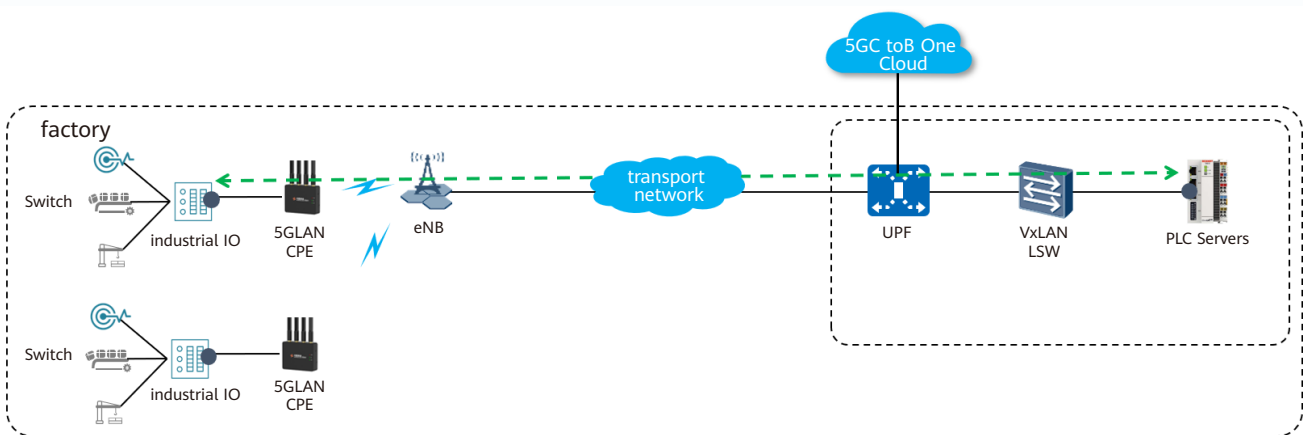 5GC toB One
Cloud
factory
Switch
industrial IO
5GLAN
CPE
eNB
transport
network
UPF
VxLAN
LSW
PLC Servers
Switch
industrial IO
5GLAN
CPE